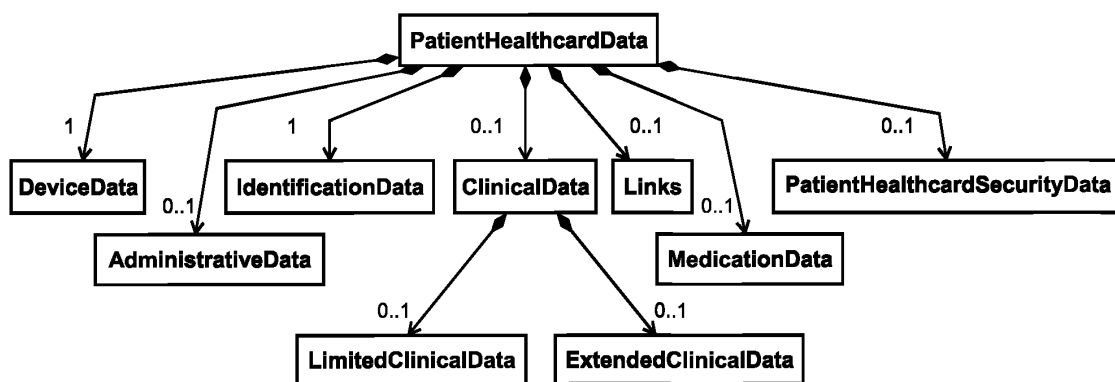 PatientHealthcardData
1
1
0..1
0..1
0..1
DeviceData
IdentificationData
ClinicalData
Links
PatientHealthcardSecurityData
0..1
0..1
AdministrativeData
MedicationData
0..1
0..1
LimitedClinicalData
ExtendedClinicalData